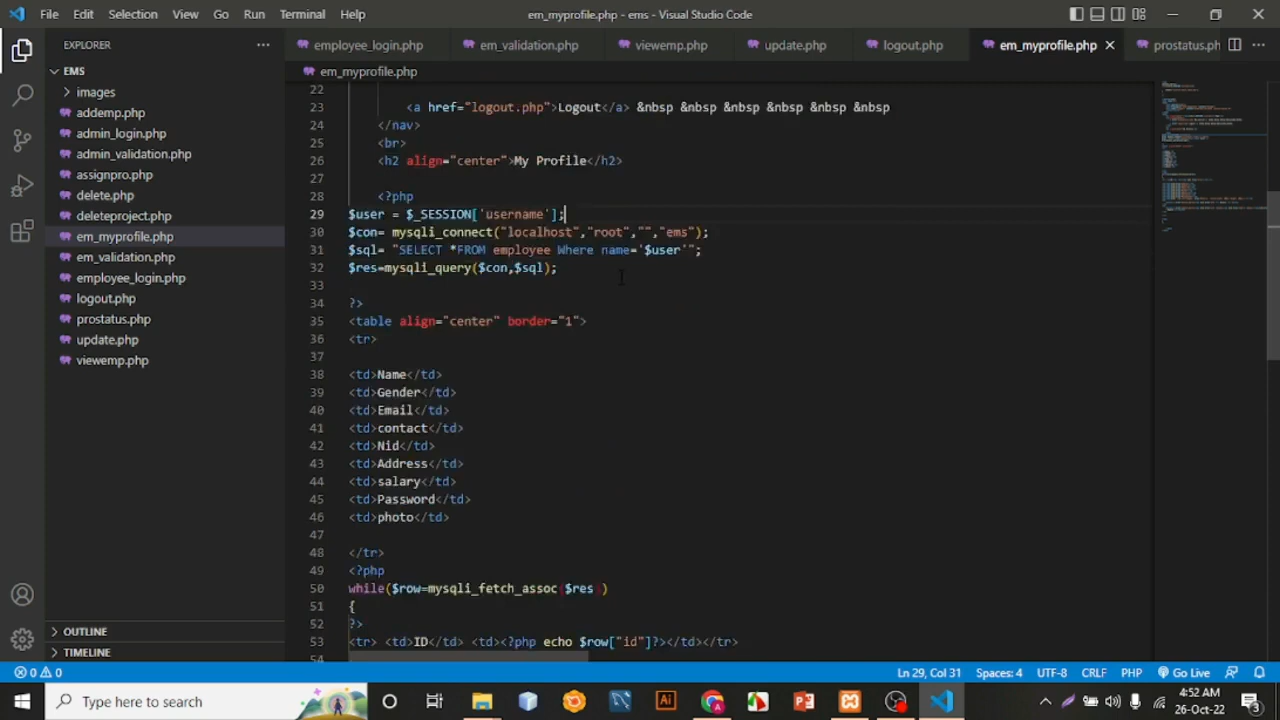 File Edit Selection View Go Run Terminal Help
em_myprofile.php - ems - Visual Studio Code
EXPLORER
employee_login.php em_validation.php viewemp.php update.php logout.php em_myprofile.php prostatus.ph
EMS
images
addemp.php
admin_login.php
admin_validation.php
assignpro.php
delete.php
deleteproject.php
em_myprofile.php
em_validation.php
employee_login.php
logout.php
prostatus.php
update.php
viewemp.php
OUTLINE
TIMELINE
em_myprofile.php
22
23 <a href="logout.php">Logout</a> &nbsp &nbsp &nbsp &nbsp &nbsp &nbsp
24 </nav>
25 <br>
26 <h2 align="center">My Profile</h2>
27
28 <?php
29 $user = $_SESSION['username'];
30 $con= mysqli_connect("localhost","root","","ems");
31 $sql= "SELECT *FROM employee Where name='$user'";
32 $res=mysqli_query($con,$sql);
33
34 ?>
35 <table align="center" border="1">
36 <tr>
37
38 <td>Name</td>
39 <td>Gender</td>
40 <td>Email</td>
41 <td>contact</td>
42 <td>Nid</td>
43 <td>Address</td>
44 <td>salary</td>
45 <td>Password</td>
46 <td>photo</td>
47
48 </tr>
49 <?php
50 while($row=mysqli_fetch_assoc($res))
51 {
52 ?>
53 <tr> <td>ID</td> <td><?php echo $row["id"]?></td></tr>
54
0 0 Ln 29, Col 31 Spaces: 4 UTF-8 CRLF PHP Go Live
Type here to search
4:52 AM
26-Oct-22
3